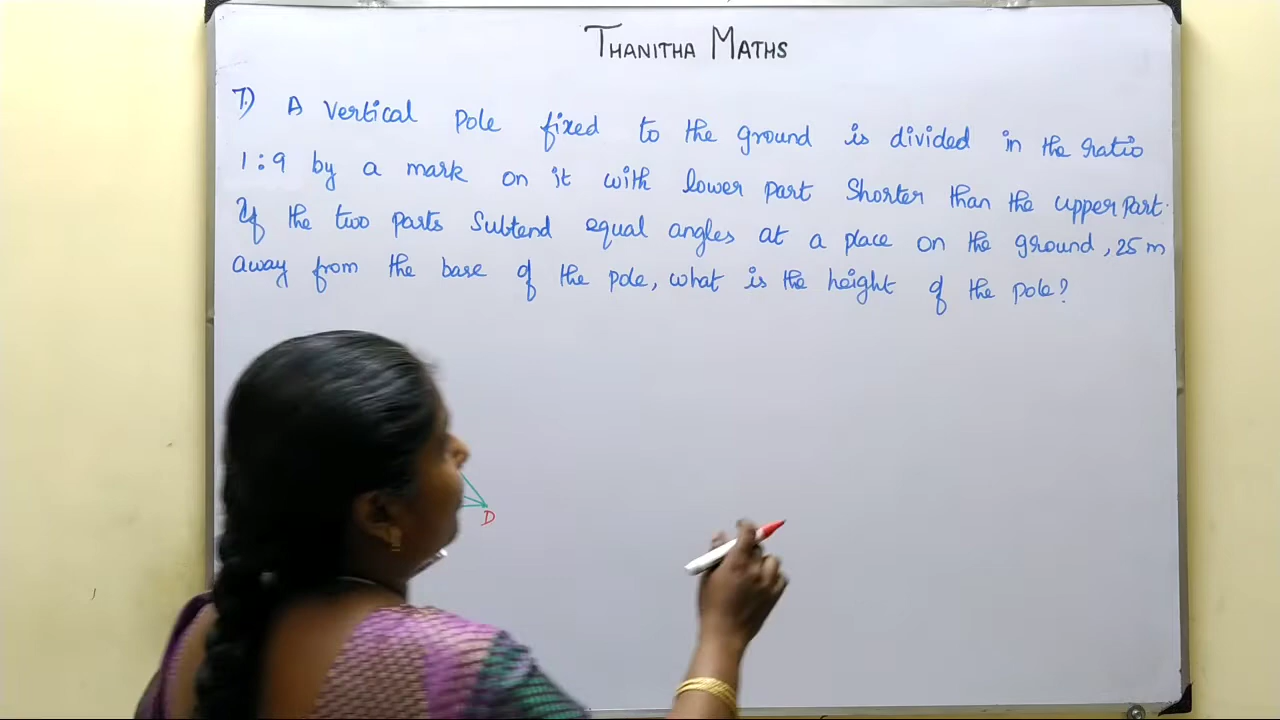 THANITHA MATHS
7.) A vertical pole fixed to the ground is divided in the ratio
1:9 by a mark on it with lower part shorter than the upper part.
If the two parts subtend equal angles at a place on the ground, 25 m
away from the base of the pole, what is the height of the pole?
D